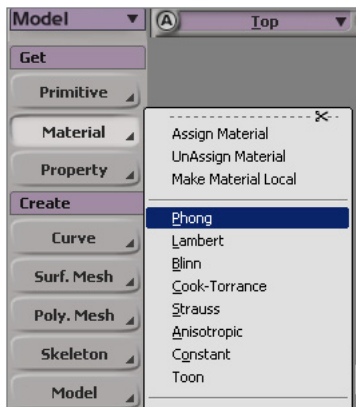 Model
A Top
Get
Primitive
Material
Property
Create
Curve
Surf. Mesh
Poly. Mesh
Skeleton
Model
Assign Material
UnAssign Material
Make Material Local
Phong
Lambert
Blinn
Cook-Torrance
Strauss
Anisotropic
Constant
Toon